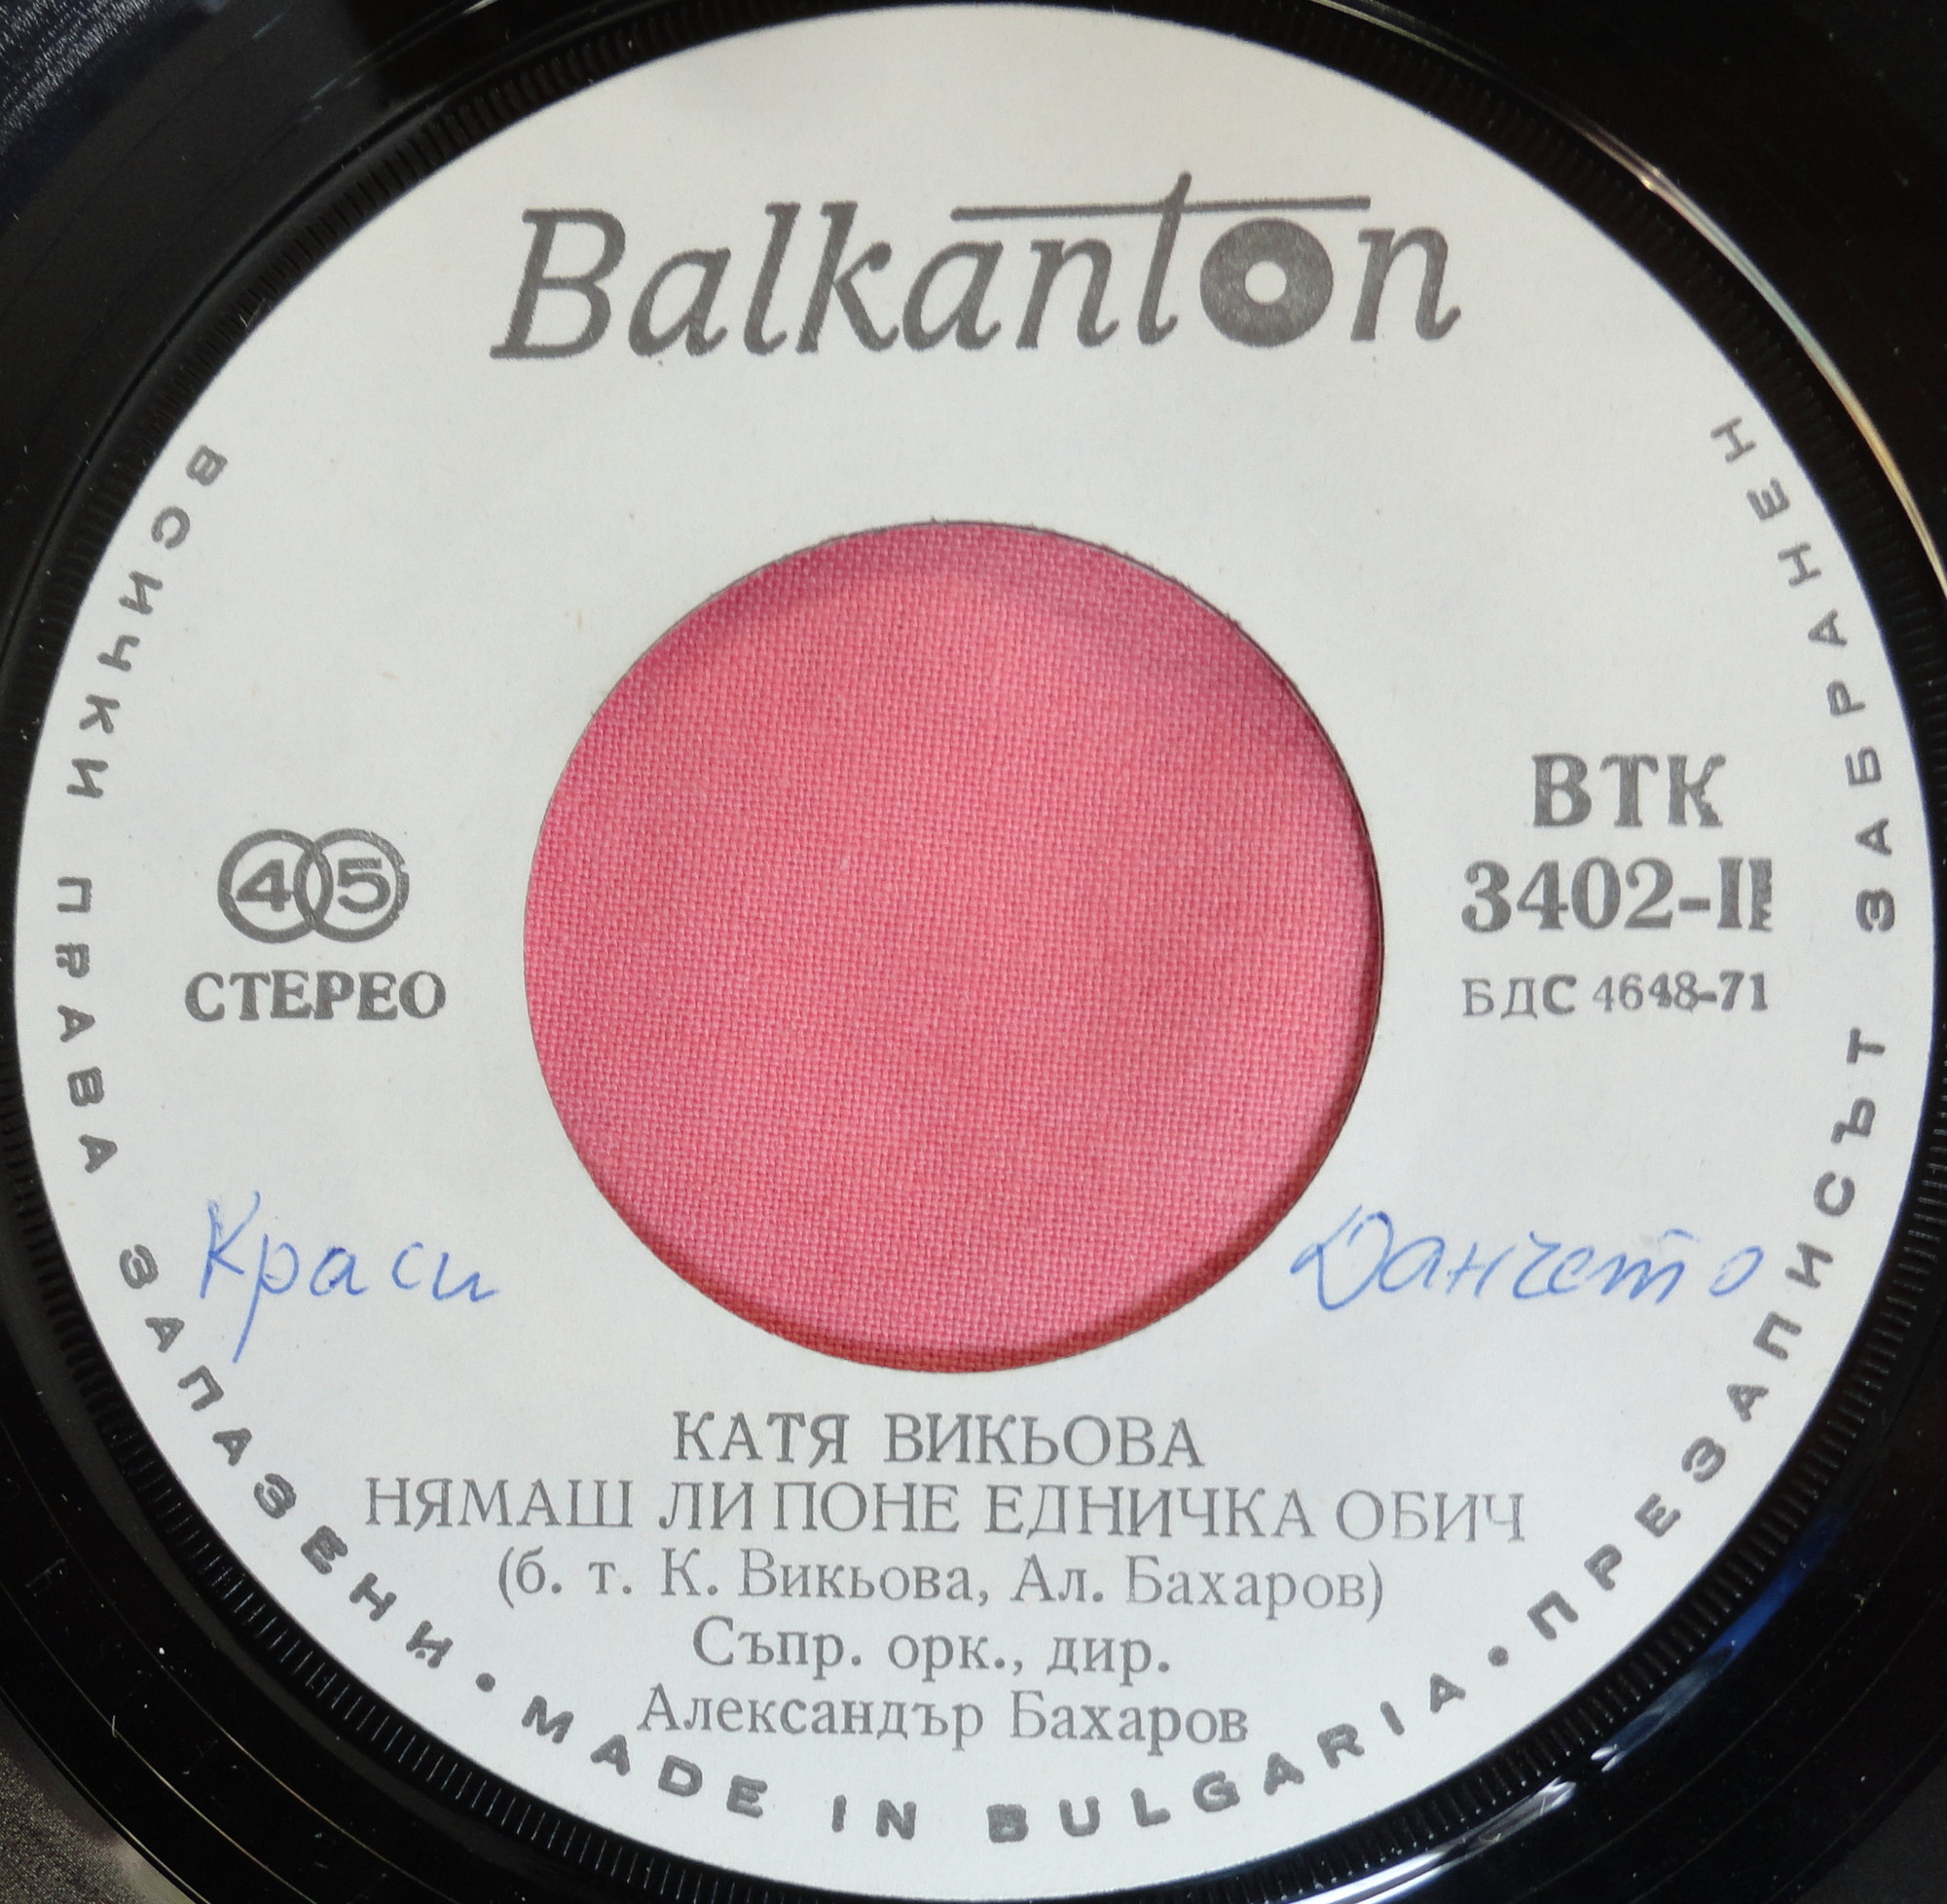 Balkanton
45
СТЕРЕО
ВТК
3402-II
БДС 4648-71
Краси
Данчето
КАТЯ ВИКЬОВА
НЯМАШ ЛИ ПОНЕ ЕДНИЧКА ОБИЧ
(б. т. К. Викьова, Ал. Бахаров)
Съпр. орк., дир.
Александър Бахаров
ВСИЧКИ ПРАВА ЗАПАЗЕНИ • MADE IN BULGARIA • ПРЕЗАПИСЪТ ЗАБРАНЕН